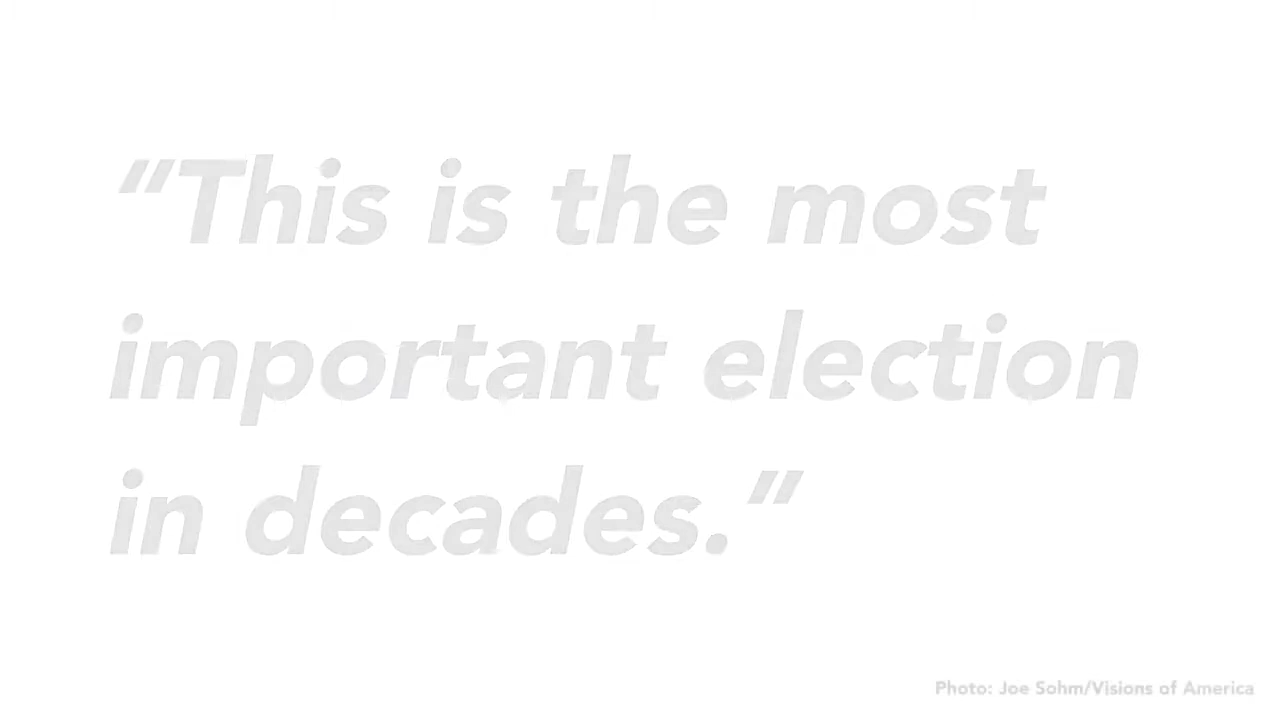 “This is the most
important election
in decades.”
Photo: Joe Sohm/Visions of America